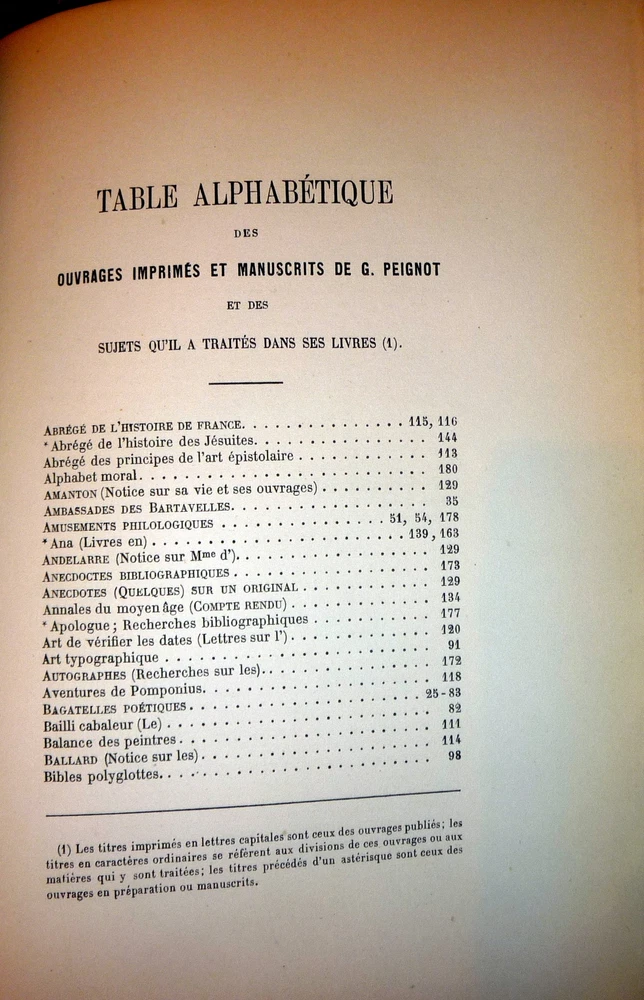 TABLE ALPHABÉTIQUE
DES
OUVRAGES IMPRIMÉS ET MANUSCRITS DE G. PEIGNOT
ET DES
SUJETS QU'IL A TRAITÉS DANS SES LIVRES (1).
ABRÉGÉ DE L'HISTOIRE DE FRANCE. . . . . . . . . . . . . . . 115, 116
* Abrégé de l'histoire des Jésuites. . . . . . . . . . . . . . . 144
Abrégé des principes de l'art épistolaire . . . . . . . . . . . . 113
Alphabet moral. . . . . . . . . . . . . . . . . . . . . . . . 180
AMANTON (Notice sur sa vie et ses ouvrages) . . . . . . . . . . 129
AMBASSADES DES BARTAVELLES. . . . . . . . . . . . . . . . . 35
AMUSEMENTS PHILOLOGIQUES . . . . . . . . . . . . . . 51, 54, 178
* Ana (Livres en) . . . . . . . . . . . . . . . . . . . . . 139, 163
ANDELARRE (Notice sur Mme d'). . . . . . . . . . . . . . . . 129
ANECDOCTES BIBLIOGRAPHIQUES . . . . . . . . . . . . . . . . 173
ANECDOTES (QUELQUES) SUR UN ORIGINAL . . . . . . . . . . . 129
Annales du moyen âge (COMPTE RENDU) . . . . . . . . . . . . 134
* Apologue ; Recherches bibliographiques . . . . . . . . . . . 177
Art de vérifier les dates (Lettres sur l') . . . . . . . . . . . . 120
Art typographique . . . . . . . . . . . . . . . . . . . . . . 91
AUTOGRAPHES (Recherches sur les). . . . . . . . . . . . . . . 172
Aventures de Pomponius. . . . . . . . . . . . . . . . . . . . 118
BAGATELLES POÉTIQUES . . . . . . . . . . . . . . . . . . . 25-83
Bailli cabaleur (Le) . . . . . . . . . . . . . . . . . . . . . . 82
Balance des peintres . . . . . . . . . . . . . . . . . . . . . 111
BALLARD (Notice sur les) . . . . . . . . . . . . . . . . . . . 114
Bibles polyglottes. . . . . . . . . . . . . . . . . . . . . . . 98
(1) Les titres imprimés en lettres capitales sont ceux des ouvrages publiés; les
titres en caractères ordinaires se réfèrent aux divisions de ces ouvrages ou aux
matières qui y sont traitées; les titres précédés d'un astérisque sont ceux des
ouvrages en préparation ou manuscrits.